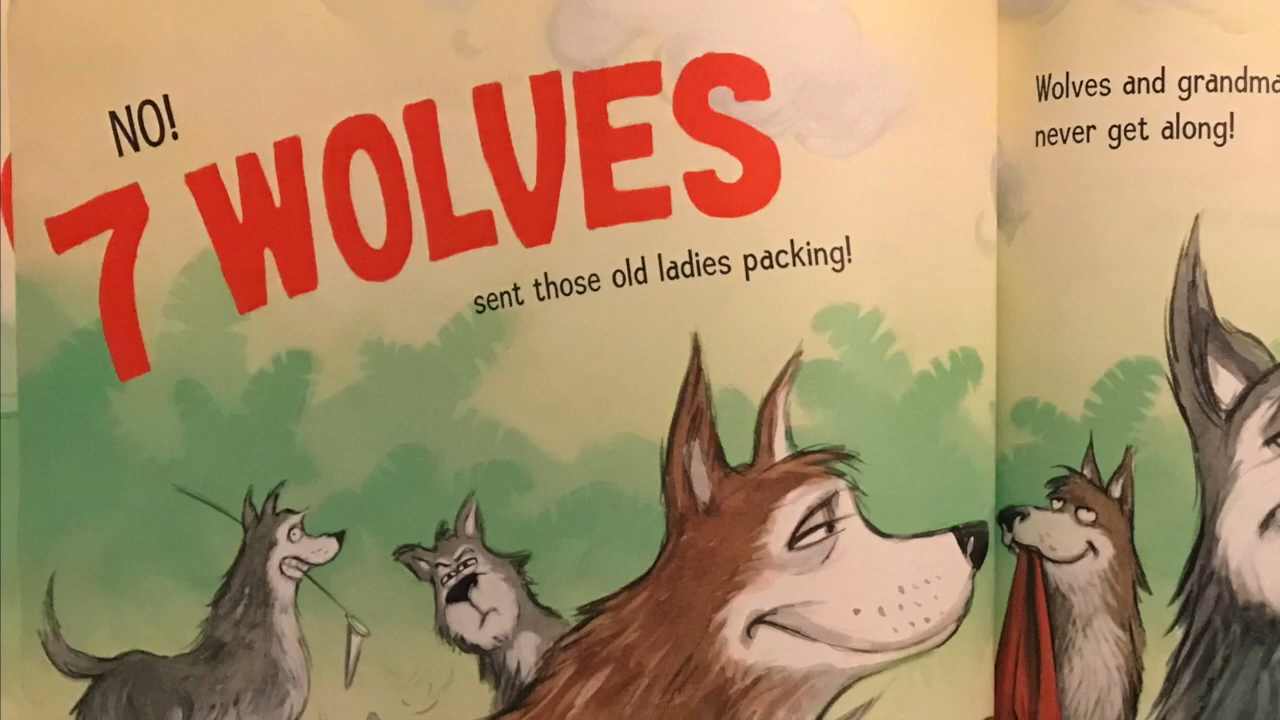 NO!
7 WOLVES
sent those old ladies packing!
Wolves and grandma
never get along!